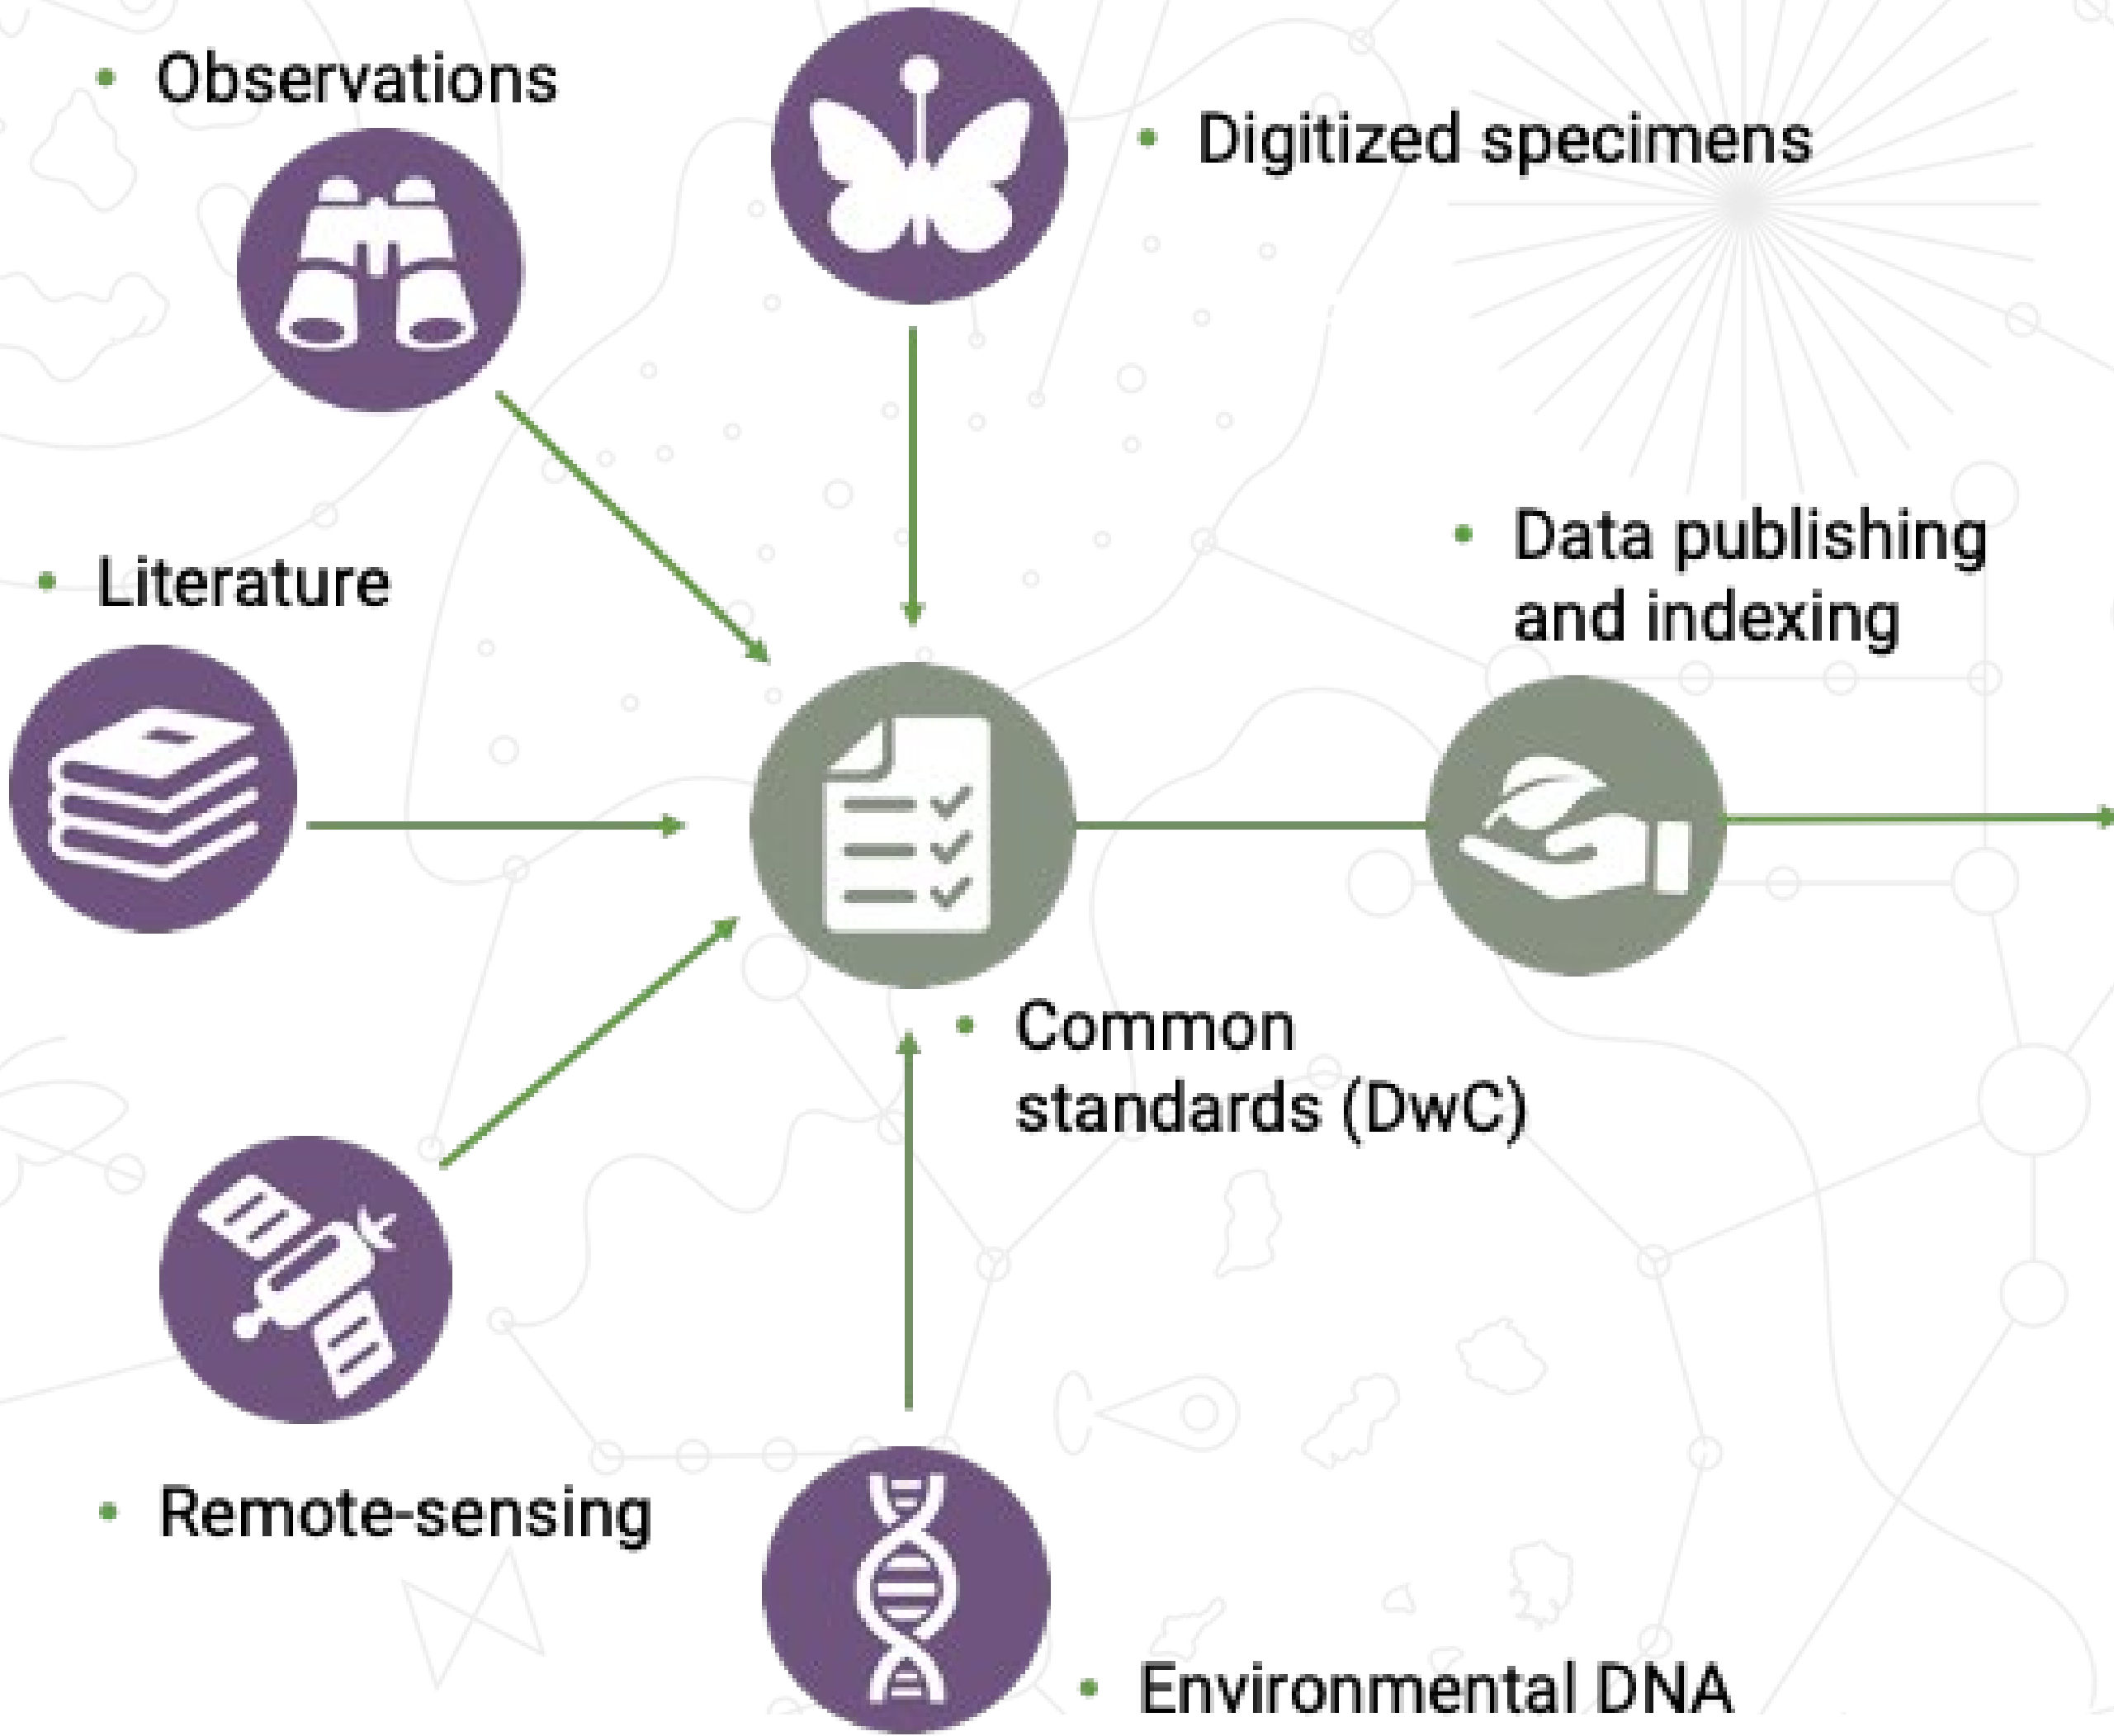 • Observations
• Digitized specimens
• Literature
• Data publishing
and indexing
• Common
standards (DwC)
• Remote-sensing
• Environmental DNA